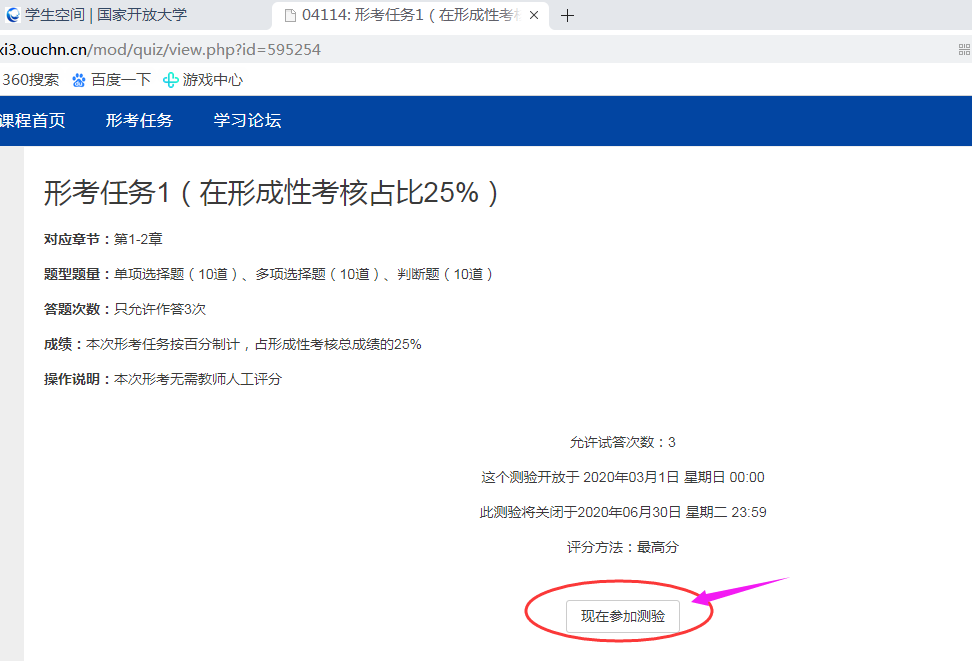 学生空间 | 国家开放大学
04114: 形考任务1（在形成性考
ki3.ouchn.cn/mod/quiz/view.php?id=595254
360搜索 百度一下 游戏中心
课程首页 形考任务 学习论坛
形考任务1（在形成性考核占比25%）
对应章节：第1-2章
题型题量：单项选择题（10道）、多项选择题（10道）、判断题（10道）
答题次数：只允许作答3次
成绩：本次形考任务按百分制计，占形成性考核总成绩的25%
操作说明：本次形考无需教师人工评分
允许试答次数：3
这个测验开放于 2020年03月1日 星期日 00:00
此测验将关闭于2020年06月30日 星期二 23:59
评分方法：最高分
现在参加测验